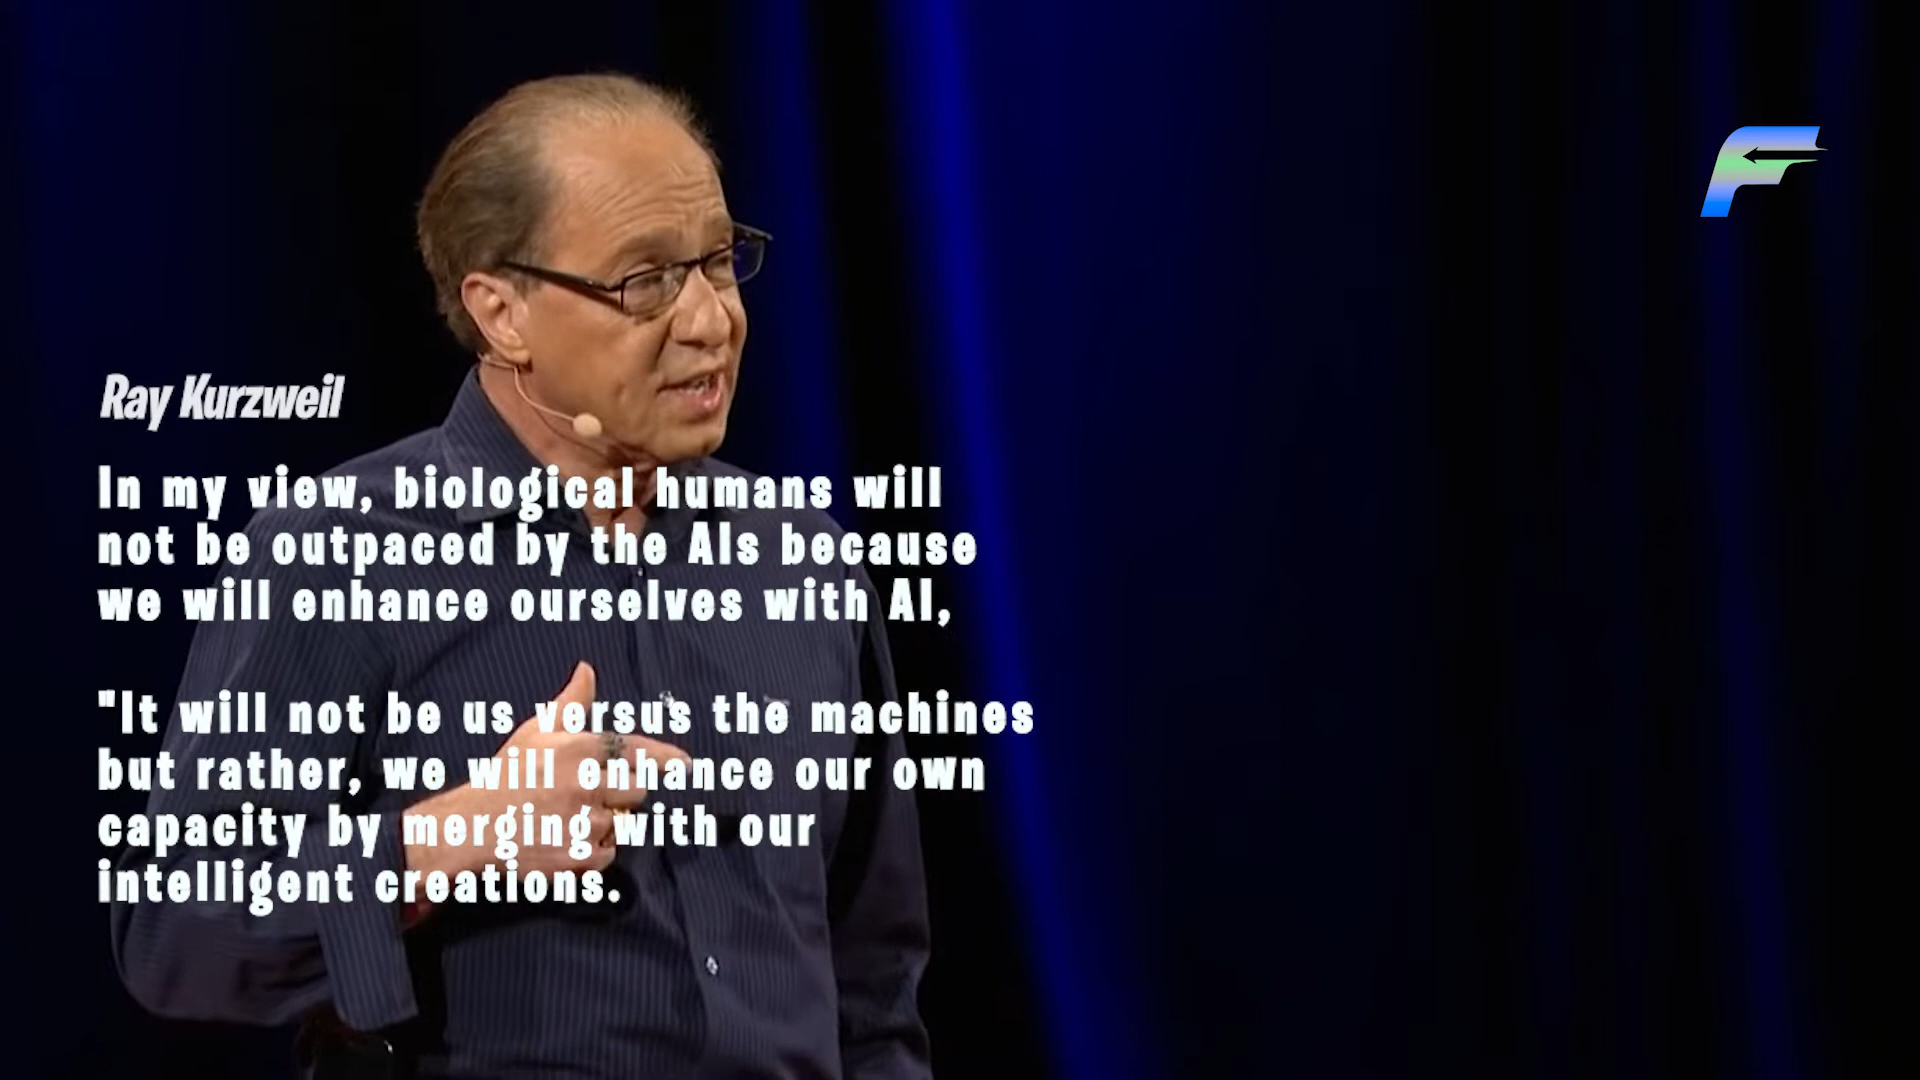 Ray Kurzweil
In my view, biological humans will
not be outpaced by the AIs because
we will enhance ourselves with AI,
"It will not be us versus the machines
but rather, we will enhance our own
capacity by merging with our
intelligent creations.
F